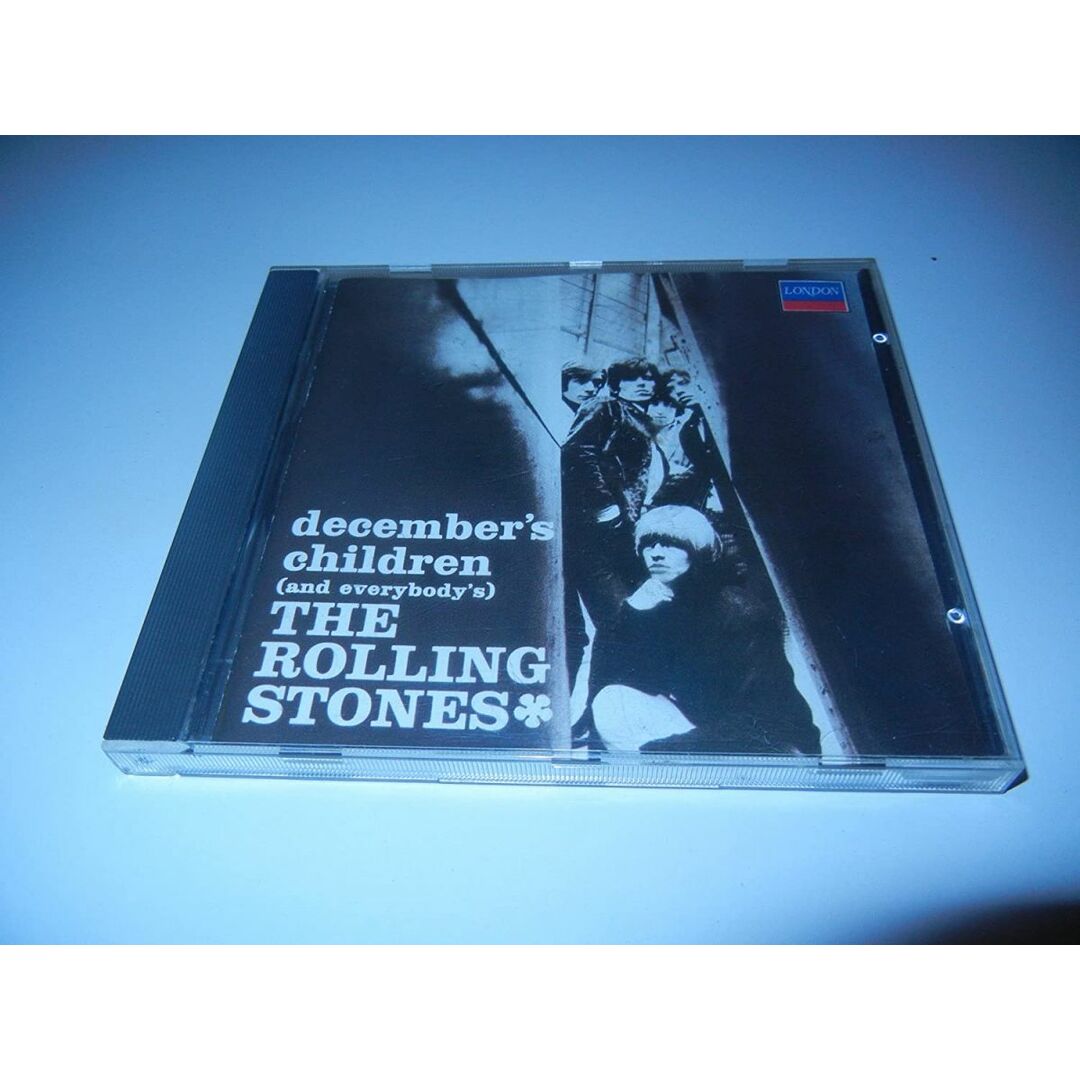 LONDON
december's
children
(and everybody's)
THE
ROLLING
STONES*